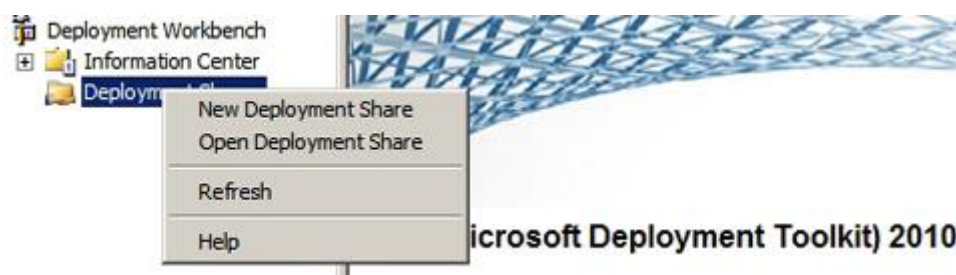 Deployment Workbench
Information Center
Deploym
New Deployment Share
Open Deployment Share
Refresh
Help
icrosoft Deployment Toolkit) 2010